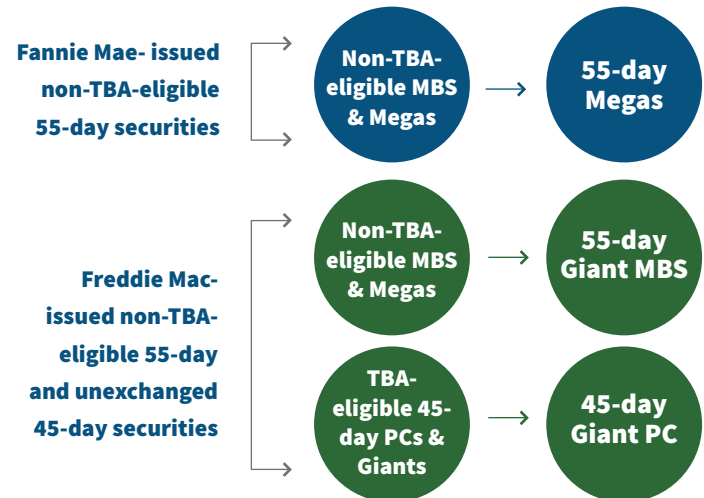 Fannie Mae- issued
non-TBA-eligible
55-day securities
Non-TBA-
eligible MBS
& Megas
55-day
Megas
Freddie Mac-
issued non-TBA-
eligible 55-day
and unexchanged
45-day securities
Non-TBA-
eligible MBS
& Megas
55-day
Giant MBS
TBA-
eligible 45-
day PCs &
Giants
45-day
Giant PC